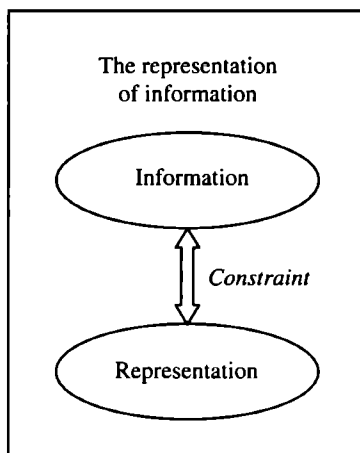 The representation
of information
Information
Constraint
Representation